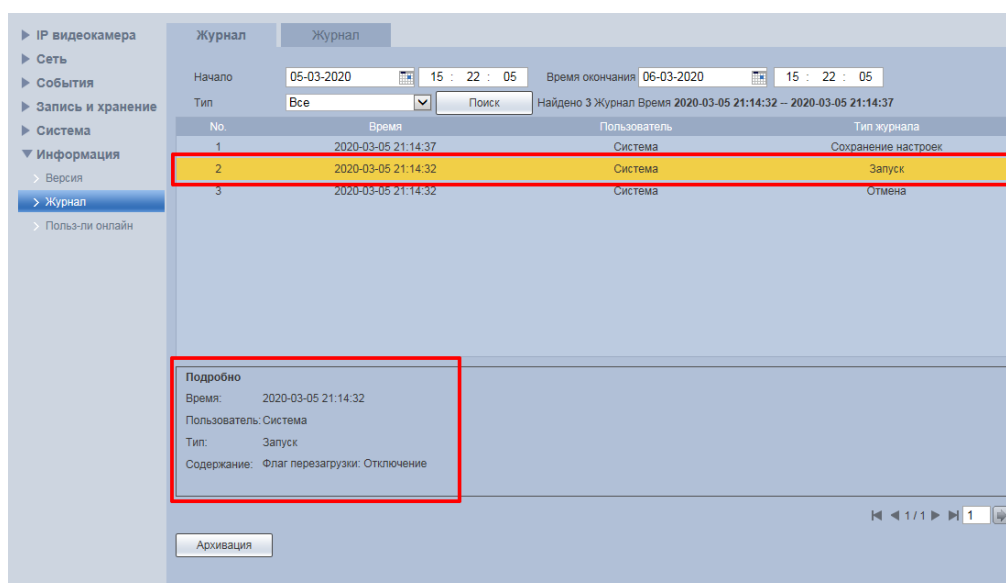 IP видеокамера
Сеть
События
Запись и хранение
Система
Информация
Версия
Журнал
Польз-ли онлайн
Журнал Журнал
Начало 05-03-2020 15 : 22 : 05 Время окончания 06-03-2020 15 : 22 : 05
Тип Все Поиск Найдено 3 Журнал Время 2020-03-05 21:14:32 -- 2020-03-05 21:14:37
No. Время Пользователь Тип журнала
1 2020-03-05 21:14:37 Система Сохранение настроек
2 2020-03-05 21:14:32 Система Запуск
3 2020-03-05 21:14:32 Система Отмена
Подробно
Время: 2020-03-05 21:14:32
Пользователь: Система
Тип: Запуск
Содержание: Флаг перезагрузки: Отключение
1 / 1 1
Архивация